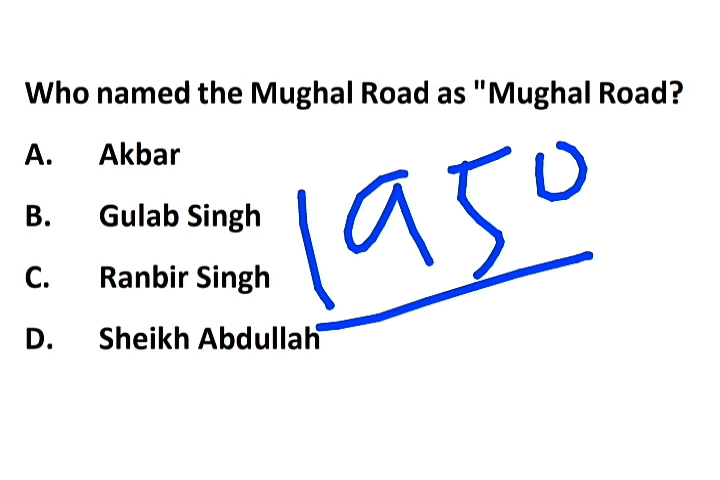 Who named the Mughal Road as "Mughal Road?
A. Akbar
B. Gulab Singh
C. Ranbir Singh
D. Sheikh Abdullah
1950